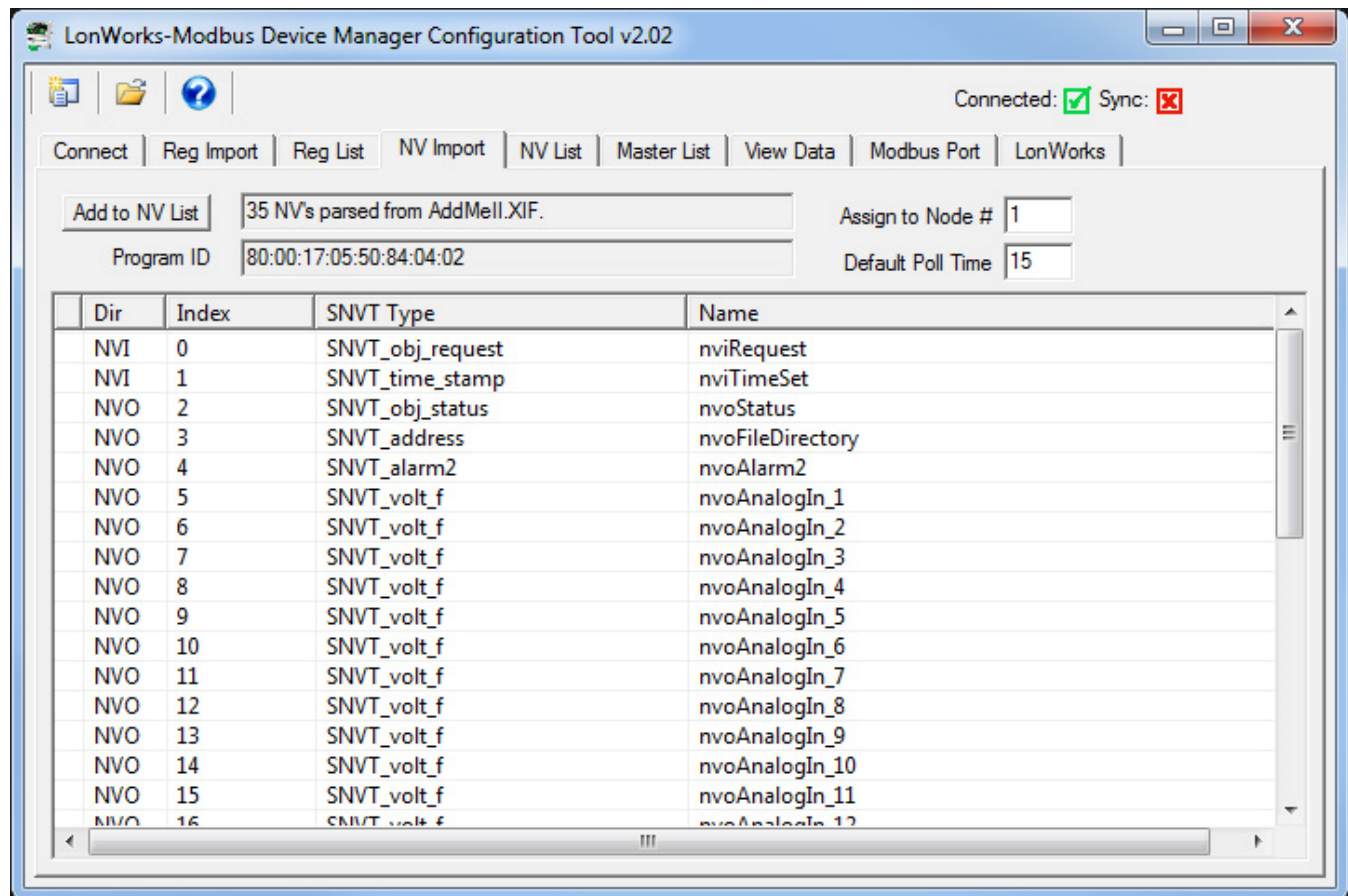 LonWorks-Modbus Device Manager Configuration Tool v2.02
Connected: Sync:
Connect Reg Import Reg List NV Import NV List Master List View Data Modbus Port LonWorks
Add to NV List 35 NV's parsed from AddMeII.XIF. Assign to Node # 1
Program ID 80:00:17:05:50:84:04:02 Default Poll Time 15
Dir Index SNVT Type Name
NVI 0 SNVT_obj_request nviRequest
NVI 1 SNVT_time_stamp nviTimeSet
NVO 2 SNVT_obj_status nvoStatus
NVO 3 SNVT_address nvoFileDirectory
NVO 4 SNVT_alarm2 nvoAlarm2
NVO 5 SNVT_volt_f nvoAnalogIn_1
NVO 6 SNVT_volt_f nvoAnalogIn_2
NVO 7 SNVT_volt_f nvoAnalogIn_3
NVO 8 SNVT_volt_f nvoAnalogIn_4
NVO 9 SNVT_volt_f nvoAnalogIn_5
NVO 10 SNVT_volt_f nvoAnalogIn_6
NVO 11 SNVT_volt_f nvoAnalogIn_7
NVO 12 SNVT_volt_f nvoAnalogIn_8
NVO 13 SNVT_volt_f nvoAnalogIn_9
NVO 14 SNVT_volt_f nvoAnalogIn_10
NVO 15 SNVT_volt_f nvoAnalogIn_11
NVO 16 SNVT_volt_f nvoAnalogIn_12